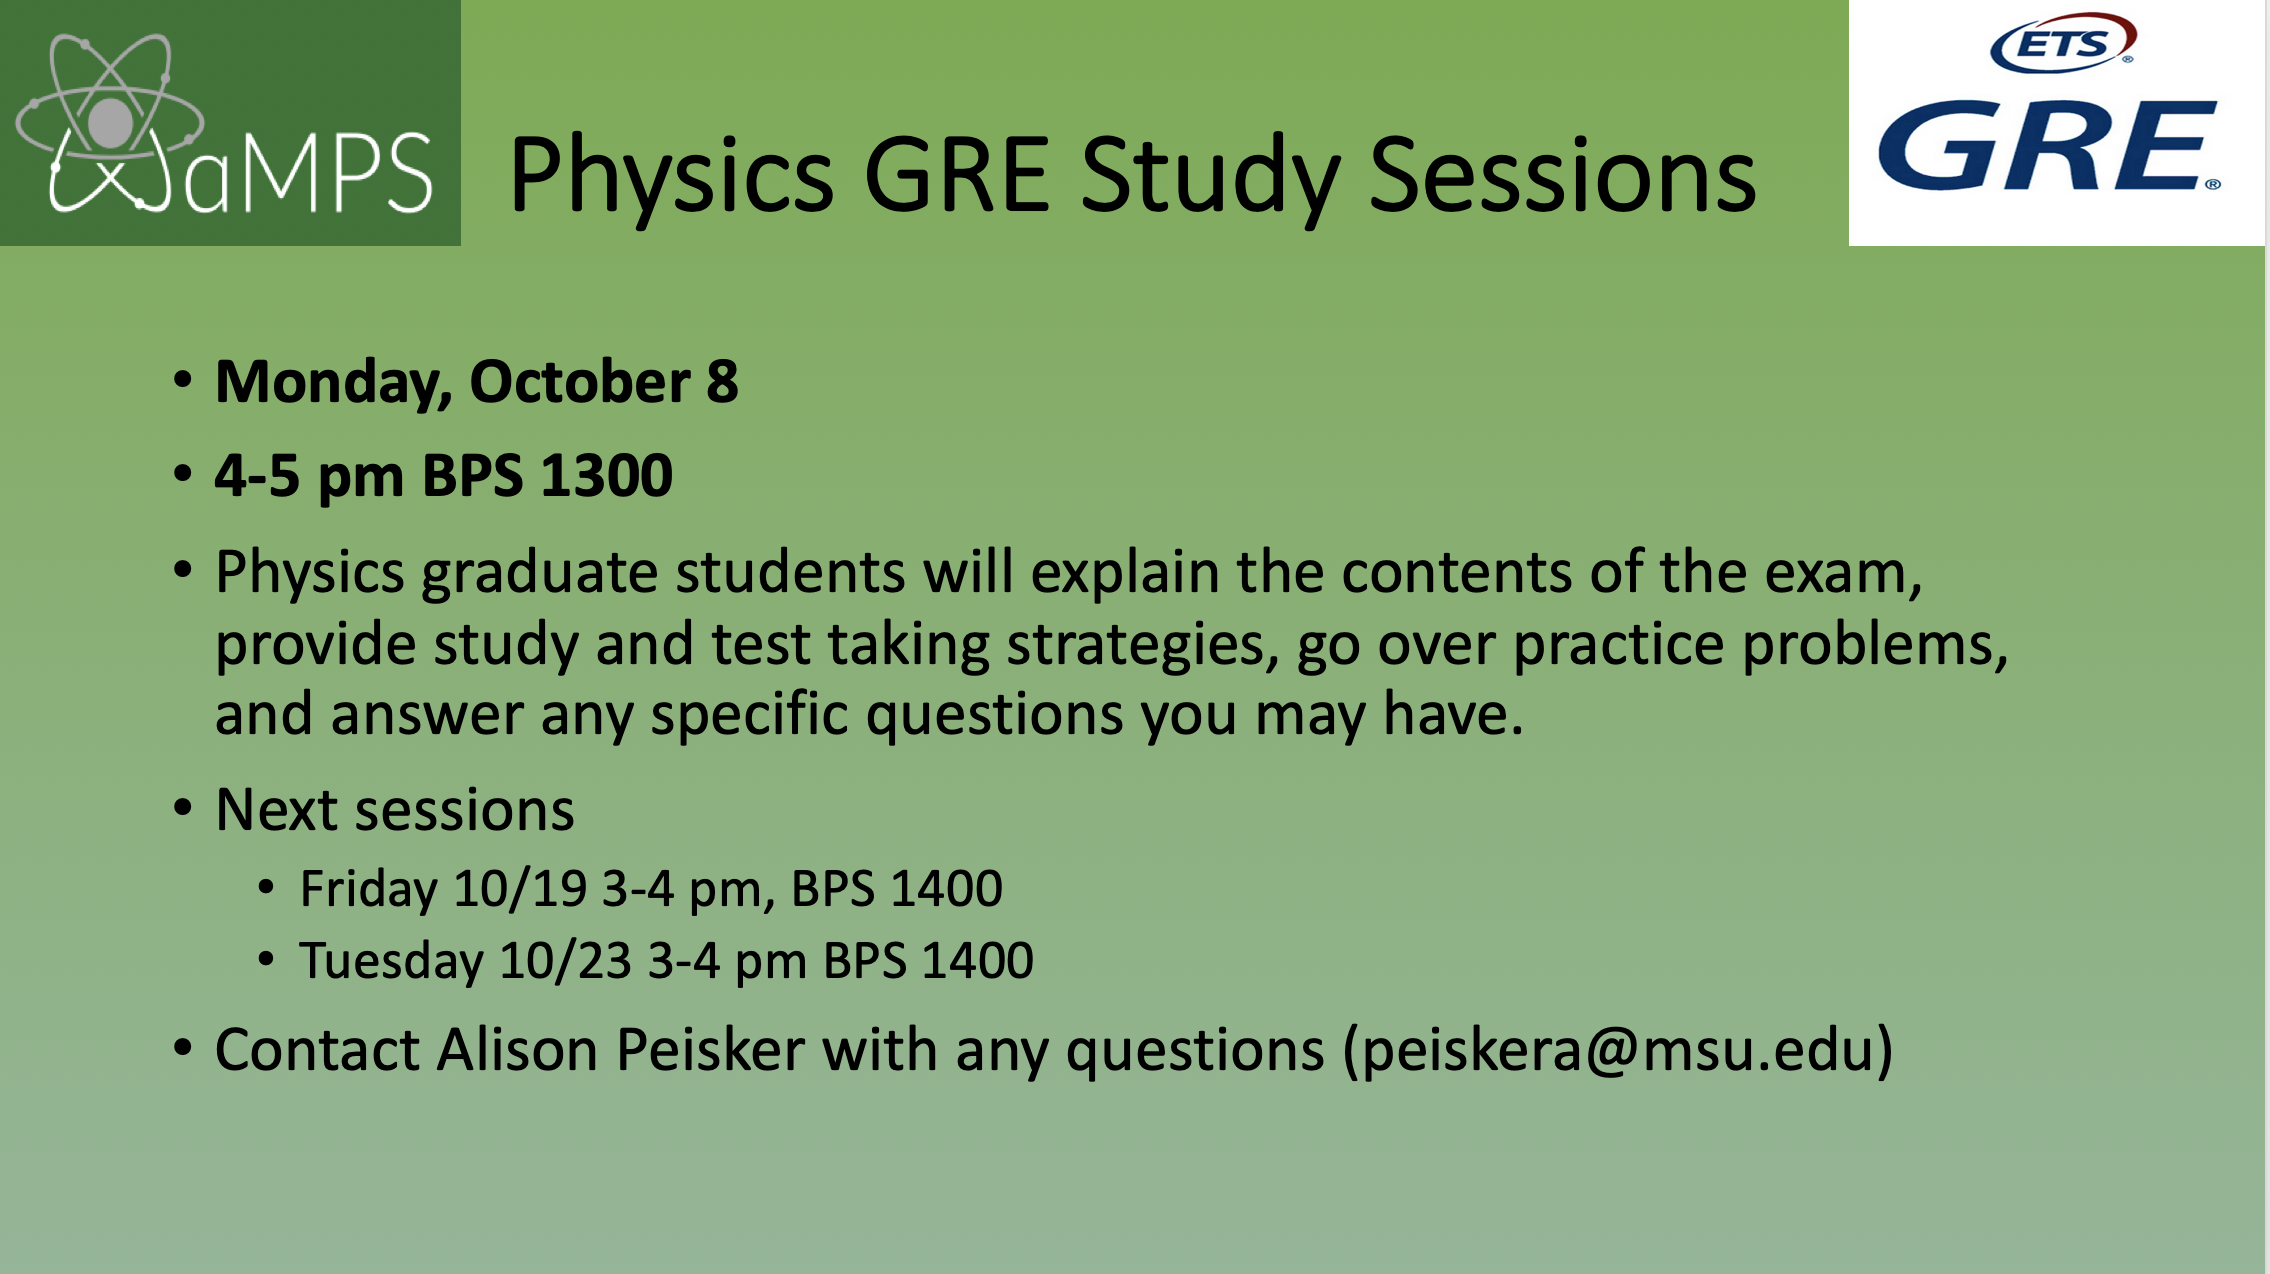 WaMPS
Physics GRE Study Sessions
ETS®
GRE®
• Monday, October 8
• 4-5 pm BPS 1300
• Physics graduate students will explain the contents of the exam,
provide study and test taking strategies, go over practice problems,
and answer any specific questions you may have.
• Next sessions
• Friday 10/19 3-4 pm, BPS 1400
• Tuesday 10/23 3-4 pm BPS 1400
• Contact Alison Peisker with any questions (peiskera@msu.edu)